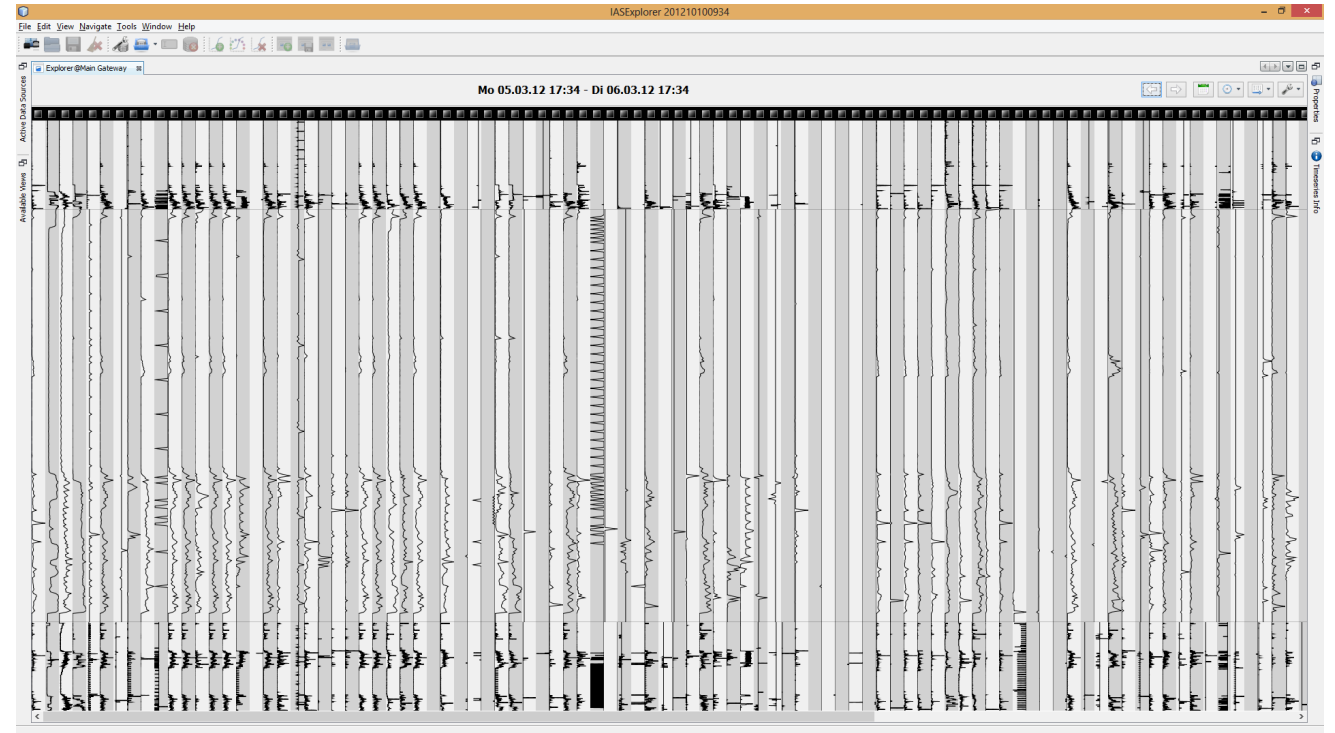 IASExplorer 201210100934
File Edit View Navigate Tools Window Help
Explorer@Main Gateway
Mo 05.03.12 17:34 - Di 06.03.12 17:34
Active Data Sources
Available Views
Properties
Timeseries Info